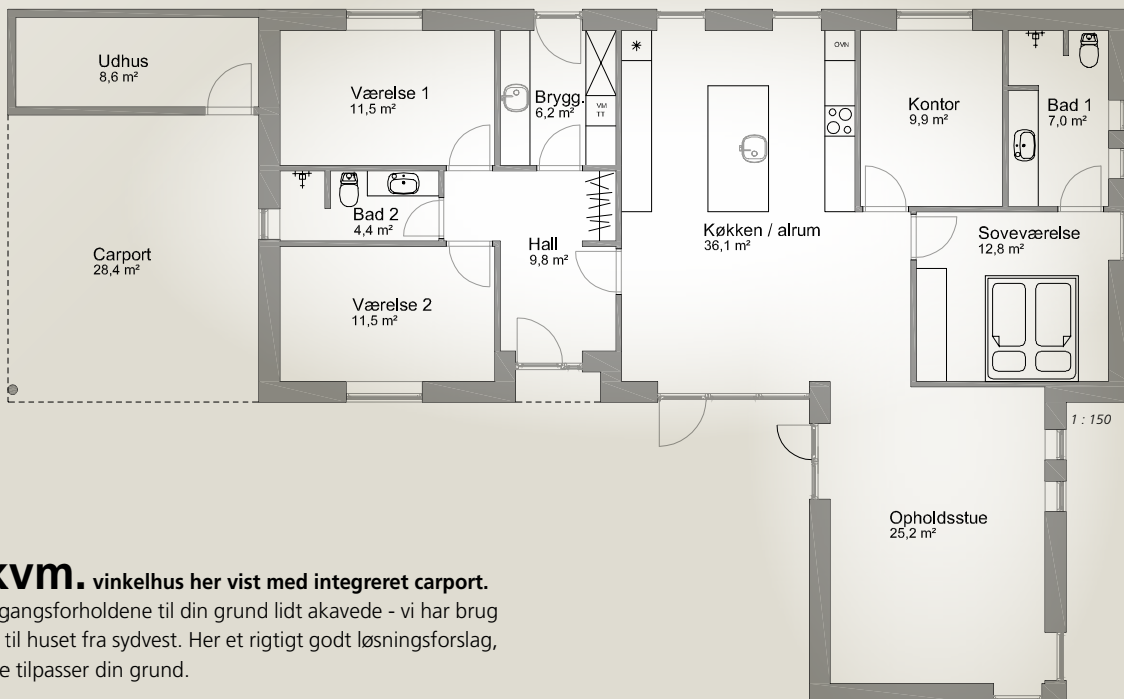 Udhus
8,6 m²
Værelse 1
11,5 m²
Brygg.
6,2 m²
VM
TT
OVN
Kontor
9,9 m²
Bad 1
7,0 m²
Bad 2
4,4 m²
Hall
9,8 m²
Køkken / alrum
36,1 m²
Soveværelse
12,8 m²
Carport
28,4 m²
Værelse 2
11,5 m²
1 : 150
Opholdsstue
25,2 m²
kvm. vinkelhus her vist med integreret carport.
gangsforholdene til din grund lidt akavede - vi har brug
til huset fra sydvest. Her et rigtigt godt løsningsforslag,
e tilpasser din grund.